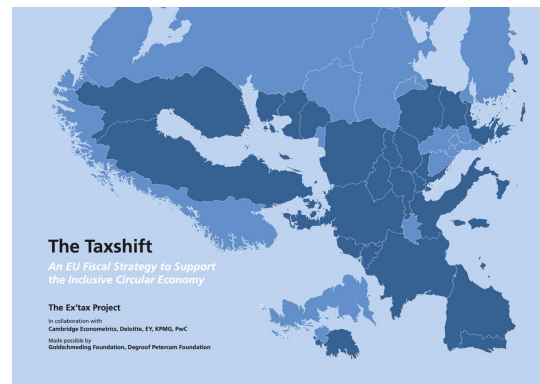 The Taxshift
An EU Fiscal Strategy to Support
the Inclusive Circular Economy
The Ex'tax Project
In collaboration with
Cambridge Econometrics, Deloitte, EY, KPMG, PwC
Made possible by
Goldschmeding Foundation, Degroof Petercam Foundation